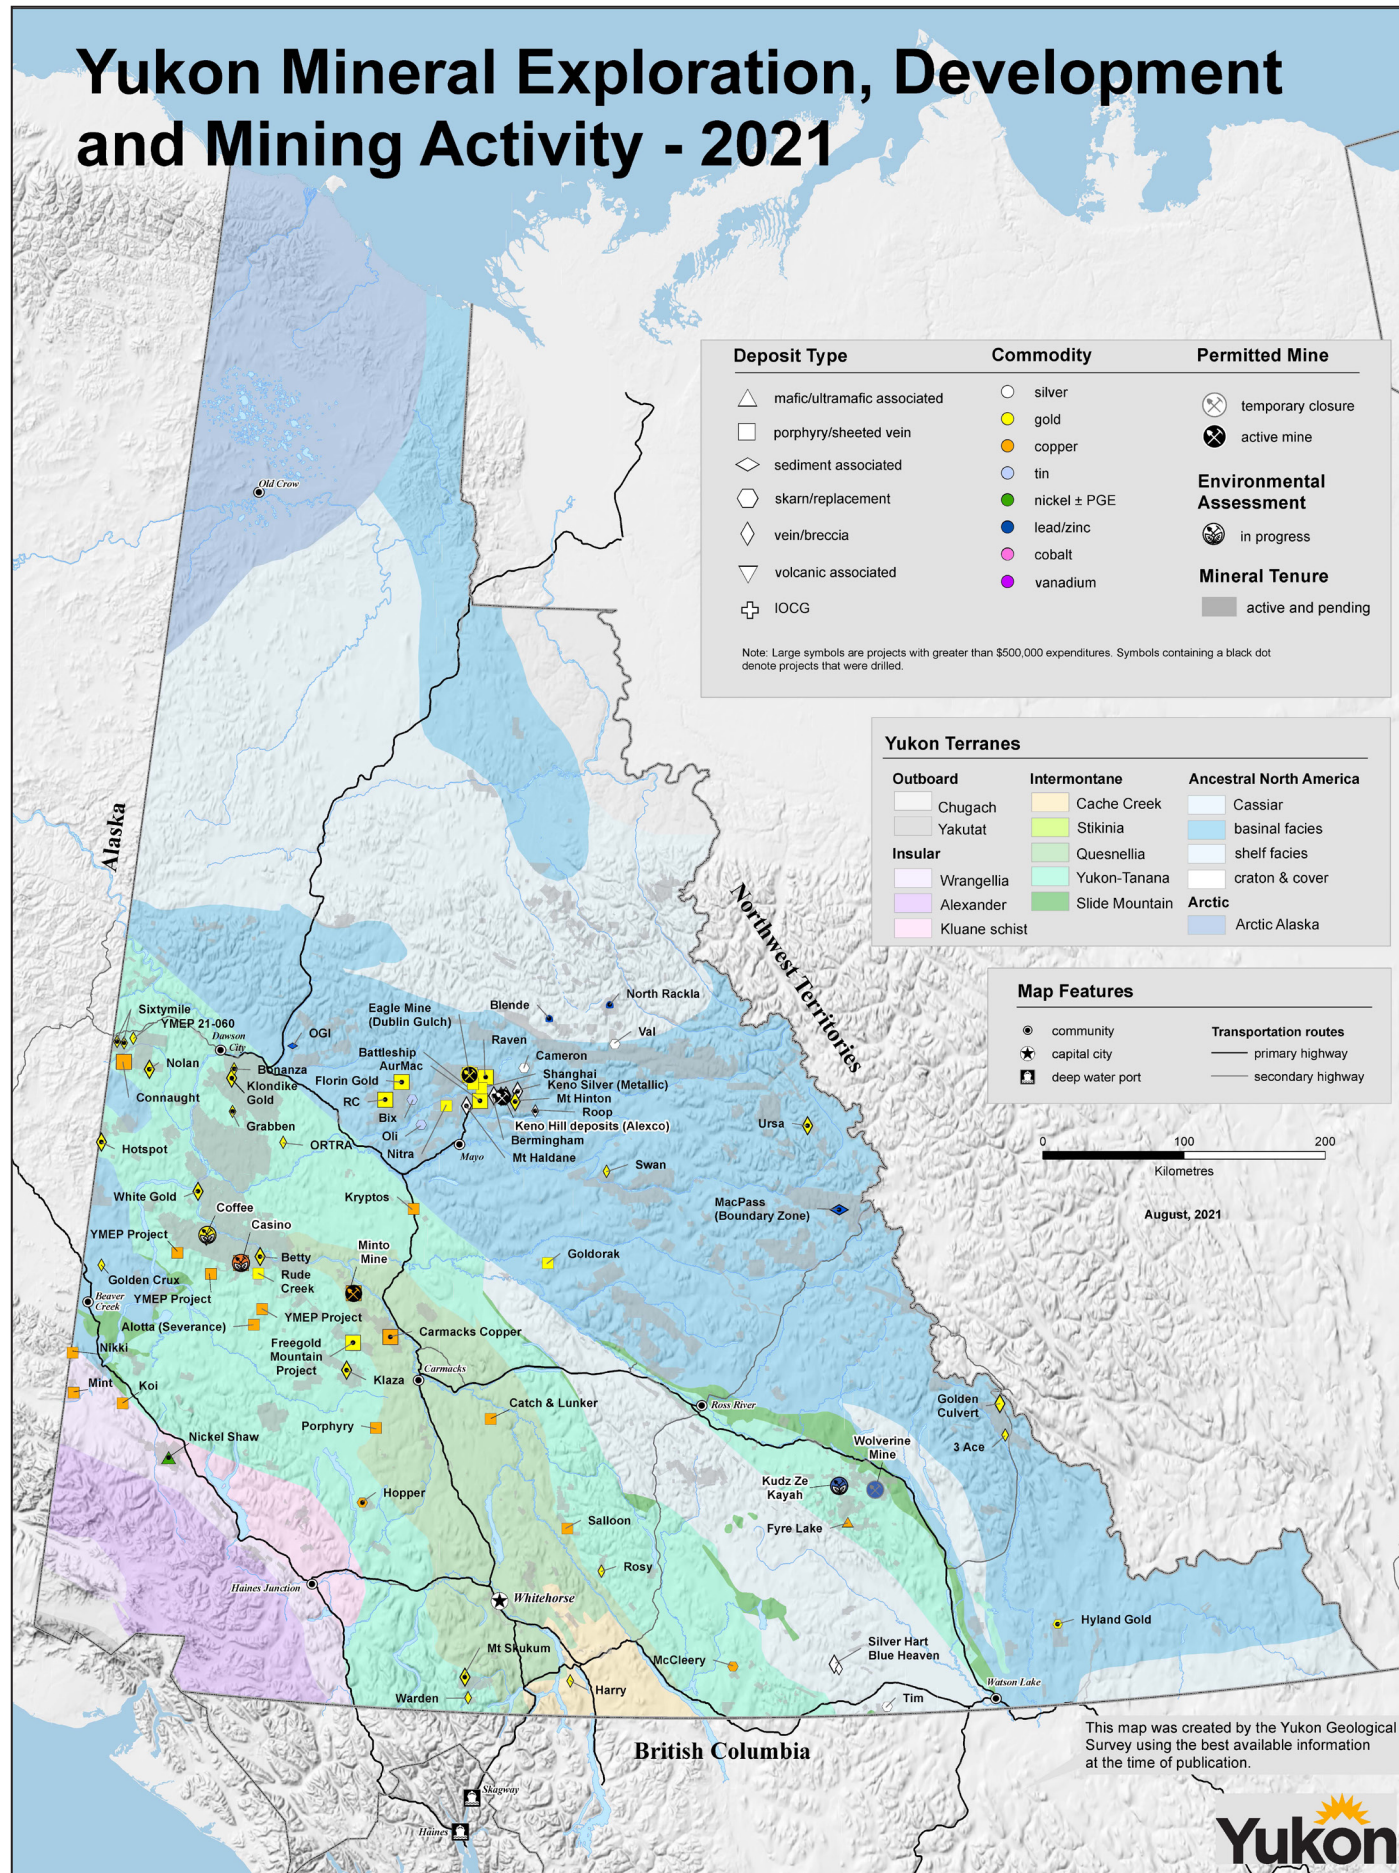 Yukon Mineral Exploration, Development
and Mining Activity - 2021
Deposit Type
mafic/ultramafic associated
porphyry/sheeted vein
sediment associated
skarn/replacement
vein/breccia
volcanic associated
IOCG
Commodity
silver
gold
copper
tin
nickel ± PGE
lead/zinc
cobalt
vanadium
Permitted Mine
temporary closure
active mine
Environmental
Assessment
in progress
Mineral Tenure
active and pending
Note: Large symbols are projects with greater than $500,000 expenditures. Symbols containing a black dot
denote projects that were drilled.
Yukon Terranes
Outboard
Chugach
Yakutat
Insular
Wrangellia
Alexander
Kluane schist
Intermontane
Cache Creek
Stikinia
Quesnellia
Yukon-Tanana
Slide Mountain
Ancestral North America
Cassiar
basinal facies
shelf facies
craton & cover
Arctic
Arctic Alaska
Map Features
community
capital city
deep water port
Transportation routes
primary highway
secondary highway
0 100 200
Kilometres
August, 2021
Old Crow
Alaska
Northwest Territories
Sixtymile
YMEP 21-060
Dawson
City
OGI
Nolan
Bonanza
Klondike
Gold
Connaught
Grabben
Hotspot
ORTRA
Eagle Mine
(Dublin Gulch)
Blende
North Rackla
Val
Raven
Battleship
AurMac
Cameron
Shanghai
Florin Gold
Keno Silver (Metallic)
RC
Mt Hinton
Bix
Roop
Keno Hill deposits (Alexco)
Oli
Bermingham
Nitra
Mayo
Mt Haldane
Ursa
Swan
White Gold
Kryptos
MacPass
(Boundary Zone)
Coffee
Casino
YMEP Project
Minto
Mine
Betty
Goldorak
Golden Crux
Rude
Creek
Beaver
Creek
YMEP Project
YMEP Project
Alotta (Severance)
Carmacks Copper
Freegold
Mountain
Project
Nikki
Carmacks
Klaza
Mint
Koi
Catch & Lunker
Ross River
Golden
Culvert
Porphyry
3 Ace
Nickel Shaw
Wolverine
Mine
Kudz Ze
Kayah
Hopper
Salloon
Fyre Lake
Rosy
Haines Junction
Whitehorse
Hyland Gold
Mt Skukum
Silver Hart
Blue Heaven
McCleery
Warden
Harry
Watson Lake
Tim
British Columbia
Skagway
Haines
This map was created by the Yukon Geological
Survey using the best available information
at the time of publication.
Yukon